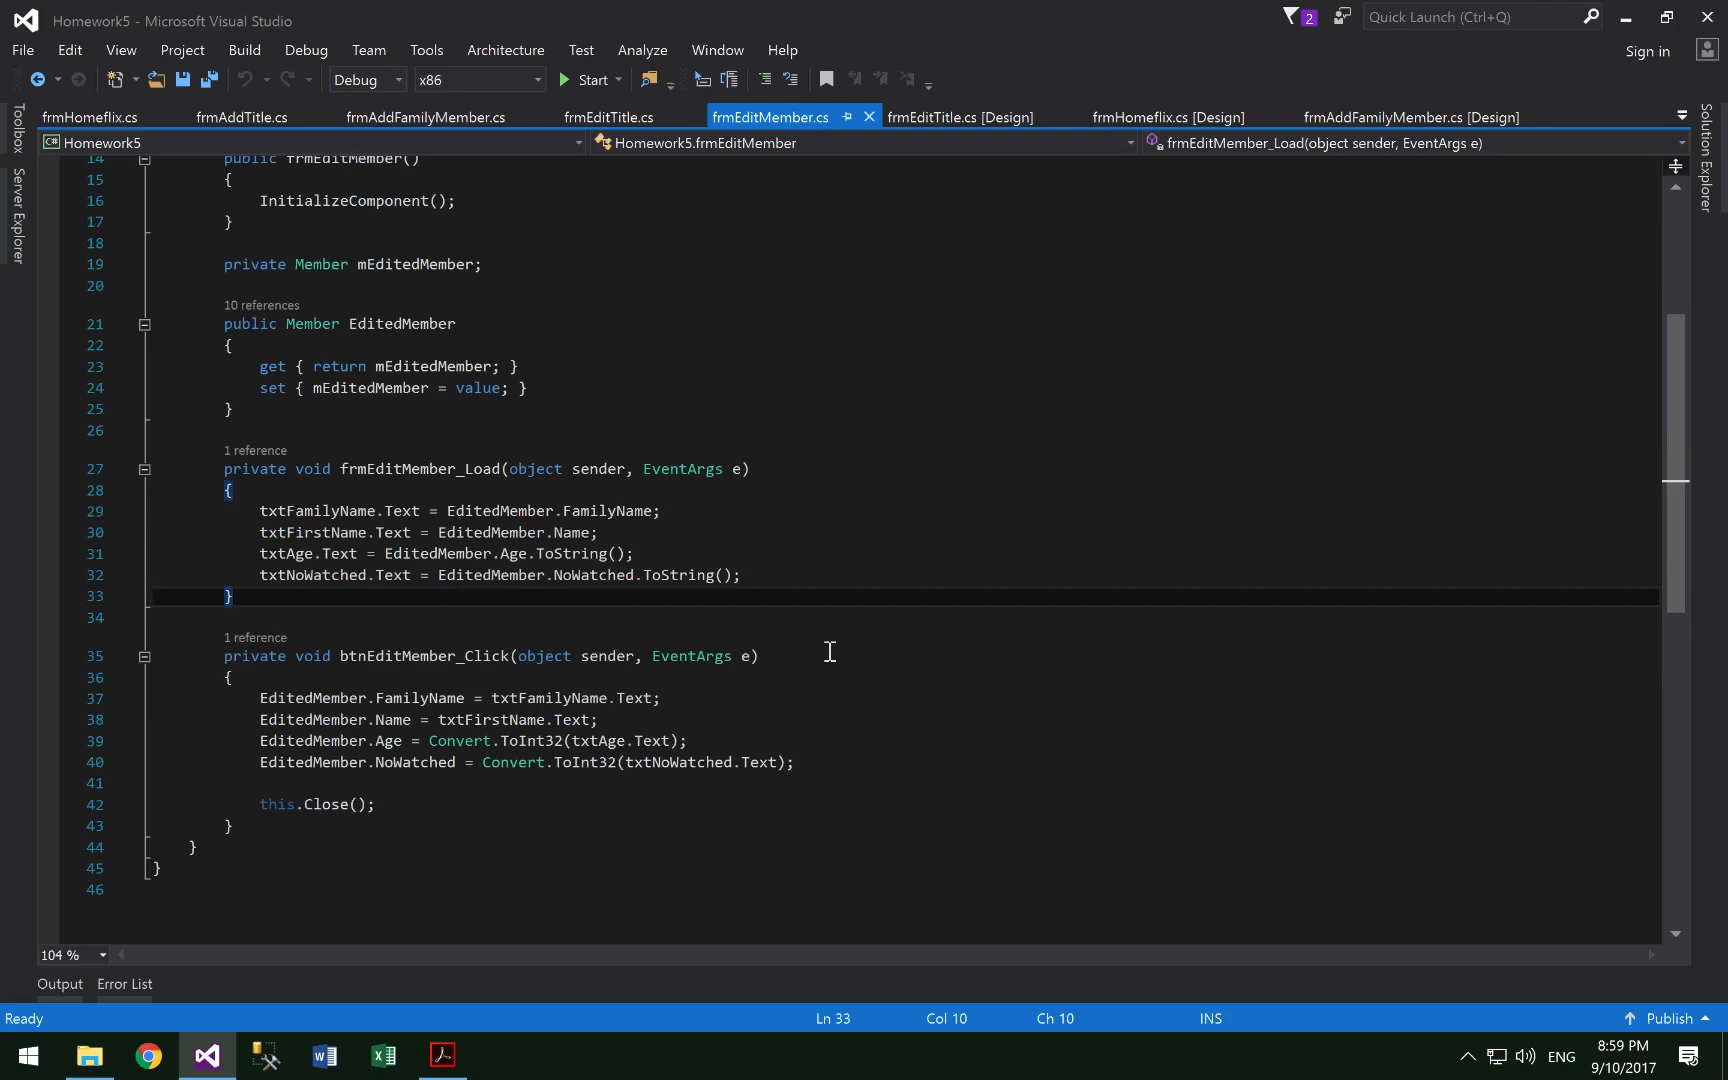 Homework5 - Microsoft Visual Studio
2
Quick Launch (Ctrl+Q)
File Edit View Project Build Debug Team Tools Architecture Test Analyze Window Help
Sign in
Debug x86 Start
frmHomeflix.cs frmAddTitle.cs frmAddFamilyMember.cs frmEditTitle.cs frmEditMember.cs frmEditTitle.cs [Design] frmHomeflix.cs [Design] frmAddFamilyMember.cs [Design]
Toolbox
Server Explorer
Solution Explorer
C# Homework5 Homework5.frmEditMember frmEditMember_Load(object sender, EventArgs e)
14 public frmEditMember()
15 {
16 InitializeComponent();
17 }
18
19 private Member mEditedMember;
20
10 references
21 public Member EditedMember
22 {
23 get { return mEditedMember; }
24 set { mEditedMember = value; }
25 }
26
1 reference
27 private void frmEditMember_Load(object sender, EventArgs e)
28 {
29 txtFamilyName.Text = EditedMember.FamilyName;
30 txtFirstName.Text = EditedMember.Name;
31 txtAge.Text = EditedMember.Age.ToString();
32 txtNoWatched.Text = EditedMember.NoWatched.ToString();
33 }
34
1 reference
35 private void btnEditMember_Click(object sender, EventArgs e)
36 {
37 EditedMember.FamilyName = txtFamilyName.Text;
38 EditedMember.Name = txtFirstName.Text;
39 EditedMember.Age = Convert.ToInt32(txtAge.Text);
40 EditedMember.NoWatched = Convert.ToInt32(txtNoWatched.Text);
41
42 this.Close();
43 }
44 }
45 }
46
104 %
Output Error List
Ready Ln 33 Col 10 Ch 10 INS Publish
ENG
8:59 PM
9/10/2017